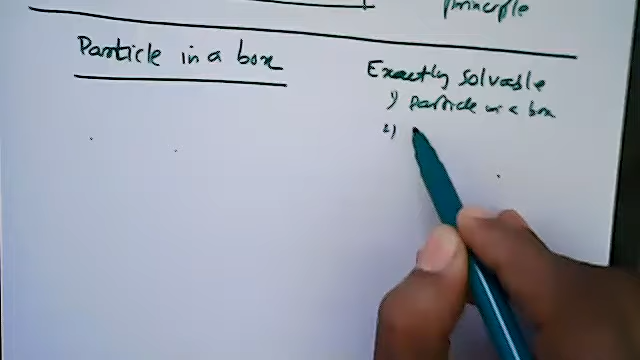 Principle
Particle in a box
Exactly solvable
1) Particle in a box
2)